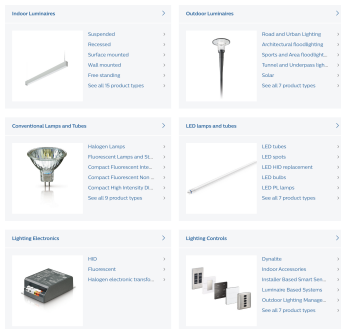 Indoor Luminaires
Suspended
Recessed
Surface mounted
Wall mounted
Free standing
See all 15 product types
Outdoor Luminaires
Road and Urban Lighting
Architectural floodlighting
Sports and Area floodlight...
Tunnel and Underpass ligh...
Solar
See all 7 product types
Conventional Lamps and Tubes
Halogen Lamps
Fluorescent Lamps and St...
Compact Fluorescent Inte...
Compact Fluorescent Non ...
Compact High Intensity Di...
See all 9 product types
LED lamps and tubes
LED tubes
LED spots
LED HID replacement
LED bulbs
LED PL lamps
See all 7 product types
Lighting Electronics
HID
Fluorescent
Halogen electronic transfo...
Lighting Controls
Dynalite
Indoor Accessories
Installer Based Smart Sen...
Luminaire Based Systems
Outdoor Lighting Manage...
See all 7 product types